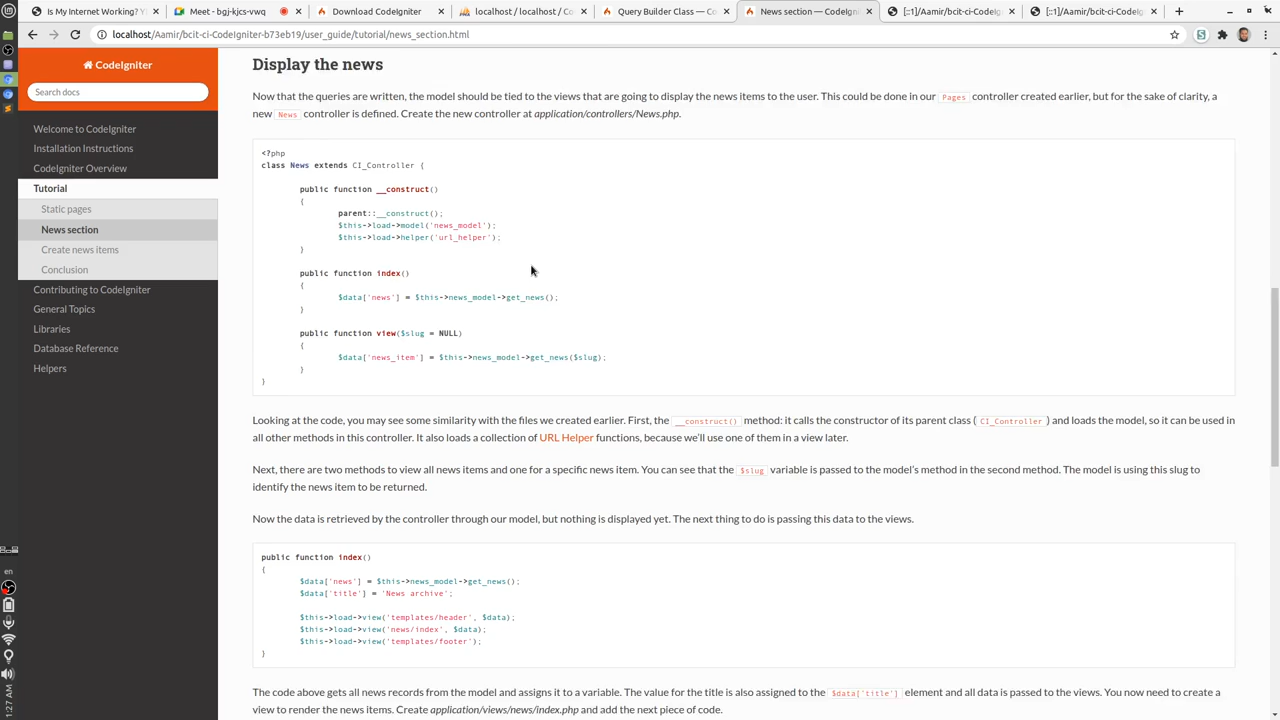 Is My Internet Working? Y
Meet - bgj-kjcs-vwq
Download CodeIgniter
localhost / localhost / C
Query Builder Class — Co
News section — CodeIgni
[::1]/Aamir/bcit-ci-CodeIg
[::1]/Aamir/bcit-ci-CodeIg
localhost/Aamir/bcit-ci-CodeIgniter-b73eb19/user_guide/tutorial/news_section.html
CodeIgniter
Search docs
Welcome to CodeIgniter
Installation Instructions
CodeIgniter Overview
Tutorial
Static pages
News section
Create news items
Conclusion
Contributing to CodeIgniter
General Topics
Libraries
Database Reference
Helpers
en
1:27 AM
Display the news
Now that the queries are written, the model should be tied to the views that are going to display the news items to the user. This could be done in our Pages controller created earlier, but for the sake of clarity, a
new News controller is defined. Create the new controller at application/controllers/News.php.
<?php
class News extends CI_Controller {
public function __construct()
{
parent::__construct();
$this->load->model('news_model');
$this->load->helper('url_helper');
}
public function index()
{
$data['news'] = $this->news_model->get_news();
}
public function view($slug = NULL)
{
$data['news_item'] = $this->news_model->get_news($slug);
}
}
Looking at the code, you may see some similarity with the files we created earlier. First, the __construct() method: it calls the constructor of its parent class ( CI_Controller ) and loads the model, so it can be used in
all other methods in this controller. It also loads a collection of URL Helper functions, because we'll use one of them in a view later.
Next, there are two methods to view all news items and one for a specific news item. You can see that the $slug variable is passed to the model's method in the second method. The model is using this slug to
identify the news item to be returned.
Now the data is retrieved by the controller through our model, but nothing is displayed yet. The next thing to do is passing this data to the views.
public function index()
{
$data['news'] = $this->news_model->get_news();
$data['title'] = 'News archive';
$this->load->view('templates/header', $data);
$this->load->view('news/index', $data);
$this->load->view('templates/footer');
}
The code above gets all news records from the model and assigns it to a variable. The value for the title is also assigned to the $data['title'] element and all data is passed to the views. You now need to create a
view to render the news items. Create application/views/news/index.php and add the next piece of code.